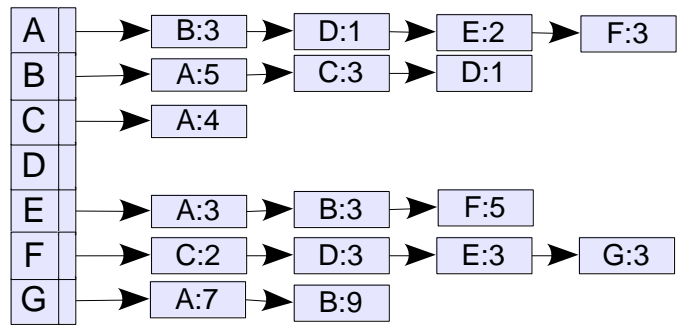 A B:3 D:1 E:2 F:3
B A:5 C:3 D:1
C A:4
D
E A:3 B:3 F:5
F C:2 D:3 E:3 G:3
G A:7 B:9